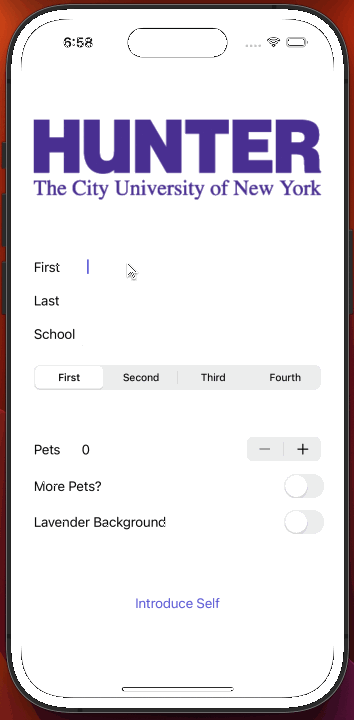 6:58
HUNTER
The City University of New York
First
Last
School
First Second Third Fourth
Pets 0 − +
More Pets?
Lavender Background
Introduce Self